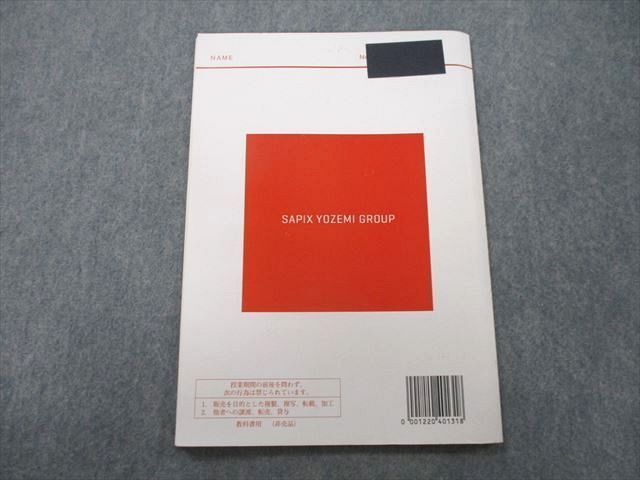 NAME
SAPIX YOZEMI GROUP
授業期間の前後を問わず、
次の行為は禁じられています。
1. 販売を目的とした複製、複写、転載、加工
2. 他者への譲渡、転売、貸与
教科書用 (非売品)
0 001220 401318